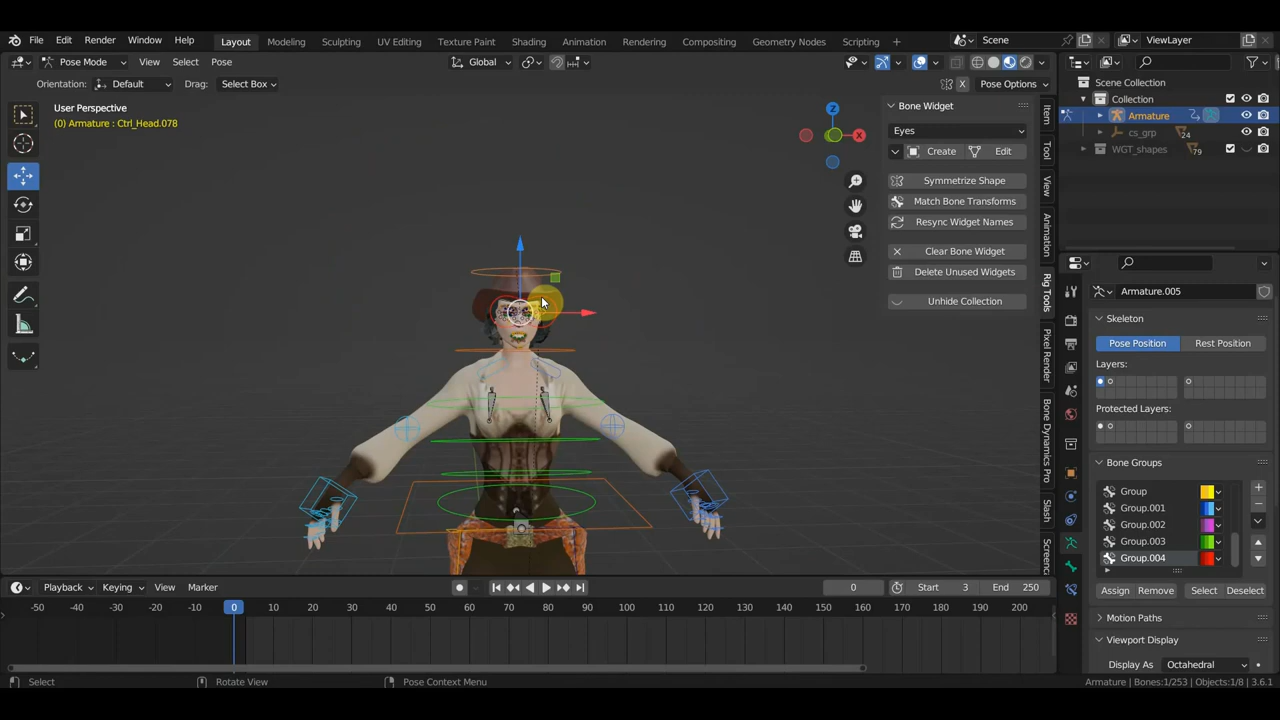 File Edit Render Window Help Layout Modeling Sculpting UV Editing Texture Paint Shading Animation Rendering Compositing Geometry Nodes Scripting + Scene ViewLayer
Pose Mode View Select Pose Global
Orientation: Default Drag: Select Box X Pose Options
User Perspective
(0) Armature : Ctrl_Head.078
Z
X
Bone Widget
Eyes
Create Edit
Symmetrize Shape
Match Bone Transforms
Resync Widget Names
Clear Bone Widget
Delete Unused Widgets
Unhide Collection
Item
Tool
View
Animation
Rig Tools
Pixel Render
Bone Dynamics Pro
Slash
Screenc
Scene Collection
Collection
Armature
cs_grp 24
WGT_shapes 79
Armature.005
Skeleton
Pose Position Rest Position
Layers:
Protected Layers:
Bone Groups
Group
Group.001
Group.002
Group.003
Group.004
Assign Remove Select Deselect
Motion Paths
Viewport Display
Display As Octahedral
Playback Keying View Marker 0 Start 3 End 250
-50 -40 -30 -20 -10 0 10 20 30 40 50 60 70 80 90 100 110 120 130 140 150 160 170 180 190 200
Select Rotate View Pose Context Menu Armature | Bones:1/253 | Objects:1/8 | 3.6.1